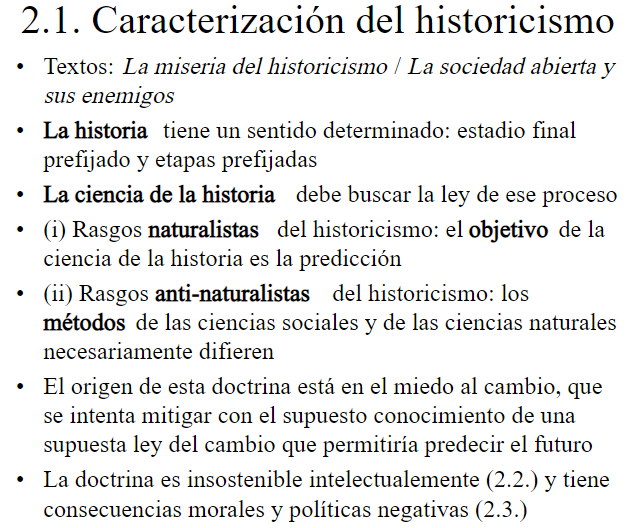 2.1. Caracterización del historicismo
• Textos: La miseria del historicismo / La sociedad abierta y
sus enemigos
• La historia tiene un sentido determinado: estadio final
prefijado y etapas prefijadas
• La ciencia de la historia debe buscar la ley de ese proceso
• (i) Rasgos naturalistas del historicismo: el objetivo de la
ciencia de la historia es la predicción
• (ii) Rasgos anti-naturalistas del historicismo: los
métodos de las ciencias sociales y de las ciencias naturales
necesariamente difieren
• El origen de esta doctrina está en el miedo al cambio, que
se intenta mitigar con el supuesto conocimiento de una
supuesta ley del cambio que permitiría predecir el futuro
• La doctrina es insostenible intelectualemente (2.2.) y tiene
consecuencias morales y políticas negativas (2.3.)